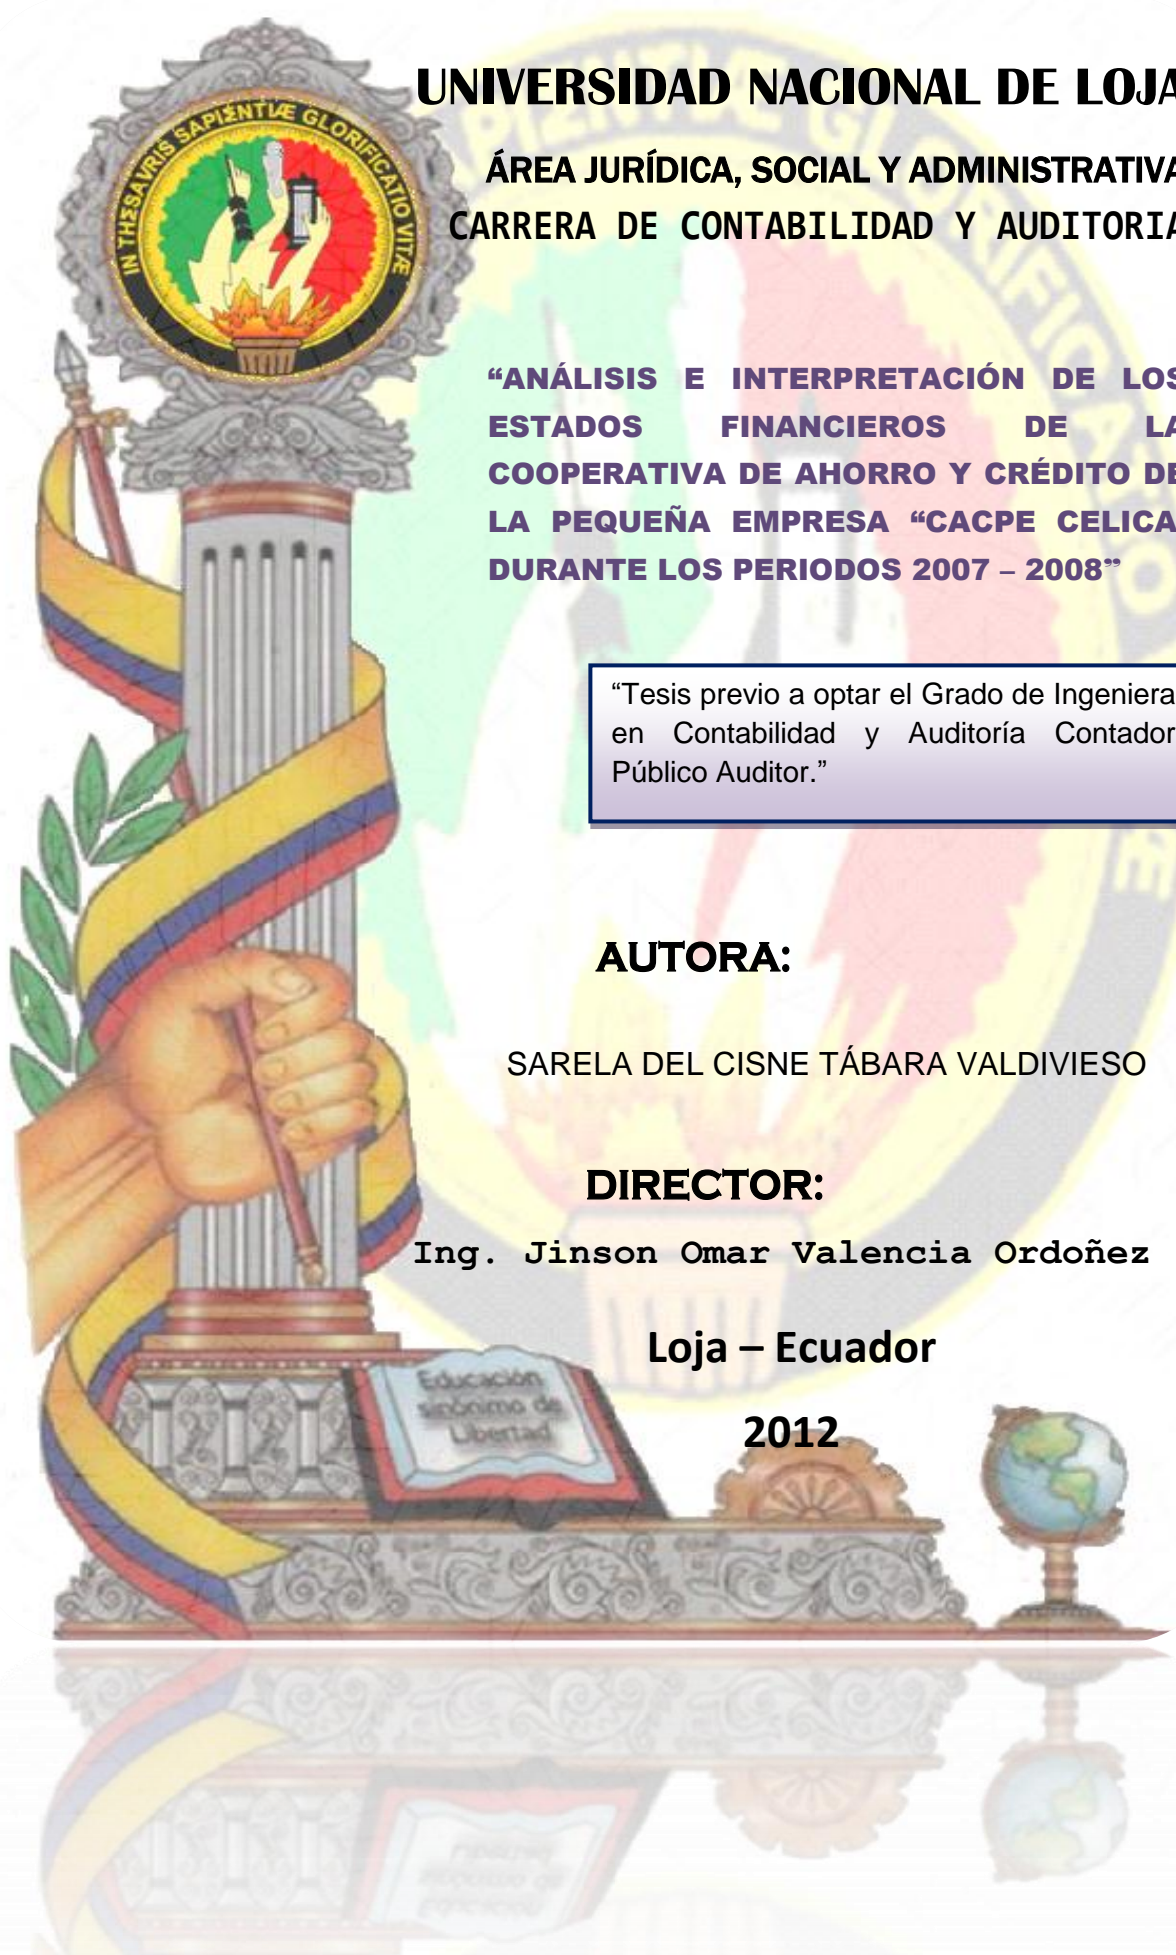 UNIVERSIDAD NACIONAL DE LOJA
ÁREA JURÍDICA, SOCIAL Y ADMINISTRATIVA
CARRERA DE CONTABILIDAD Y AUDITORIA
IN THΣSAVRIS SAPIΣNTIÆ GLORIFICATIO VITÆ
“ANÁLISIS E INTERPRETACIÓN DE LOS
ESTADOS FINANCIEROS DE LA
COOPERATIVA DE AHORRO Y CRÉDITO DE
LA PEQUEÑA EMPRESA “CACPE CELICA,
DURANTE LOS PERIODOS 2007 – 2008”
“Tesis previo a optar el Grado de Ingeniera
en Contabilidad y Auditoría Contador
Público Auditor.”
AUTORA:
SARELA DEL CISNE TÁBARA VALDIVIESO
DIRECTOR:
Ing. Jinson Omar Valencia Ordoñez
Loja – Ecuador
2012
Educación
sinónimo de
Libertad